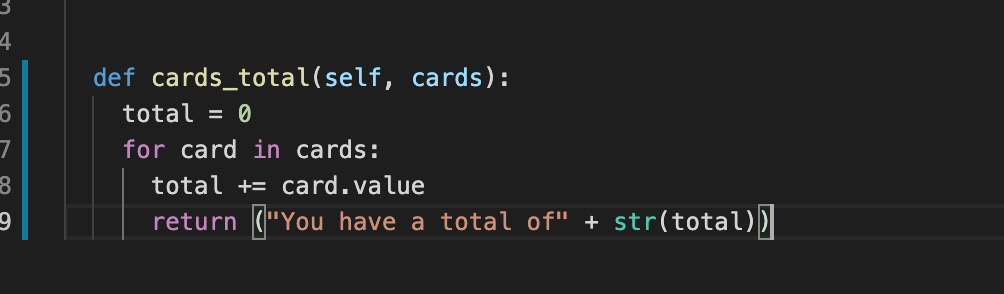 3
4
5 def cards_total(self, cards):
6 total = 0
7 for card in cards:
8 total += card.value
9 return ("You have a total of" + str(total))